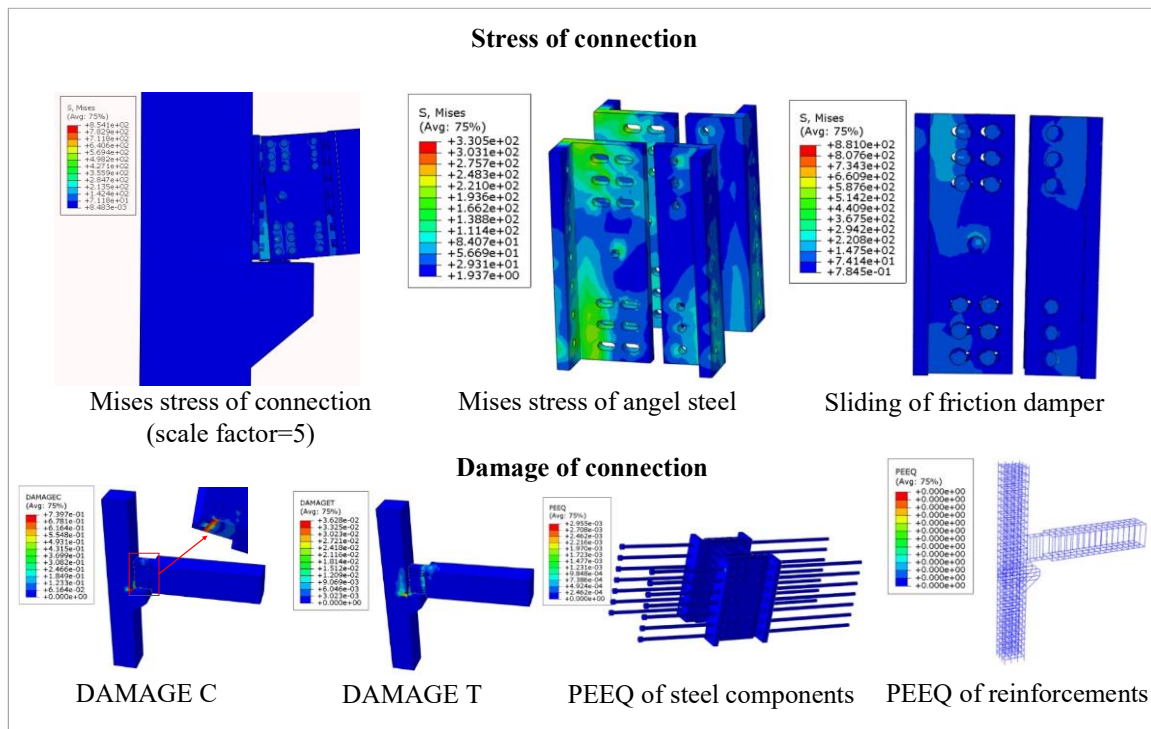 Stress of connection
S, Mises
(Avg: 75%)
+8.541e+02
+7.829e+02
+7.118e+02
+6.406e+02
+5.694e+02
+4.982e+02
+4.271e+02
+3.559e+02
+2.847e+02
+2.135e+02
+1.424e+02
+7.118e+01
+8.483e-03
S, Mises
(Avg: 75%)
+3.305e+02
+3.031e+02
+2.757e+02
+2.483e+02
+2.210e+02
+1.936e+02
+1.662e+02
+1.388e+02
+1.114e+02
+8.407e+01
+5.669e+01
+2.931e+01
+1.937e+00
S, Mises
(Avg: 75%)
+8.810e+02
+8.076e+02
+7.343e+02
+6.609e+02
+5.876e+02
+5.142e+02
+4.409e+02
+3.675e+02
+2.942e+02
+2.208e+02
+1.475e+02
+7.414e+01
+7.845e-01
Mises stress of connection
(scale factor=5)
Mises stress of angel steel
Sliding of friction damper
Damage of connection
DAMAGEC
(Avg: 75%)
+7.397e-01
+6.781e-01
+6.164e-01
+5.548e-01
+4.931e-01
+4.315e-01
+3.699e-01
+3.082e-01
+2.466e-01
+1.849e-01
+1.233e-01
+6.164e-02
+0.000e+00
DAMAGET
(Avg: 75%)
+3.628e-02
+3.325e-02
+3.023e-02
+2.721e-02
+2.418e-02
+2.116e-02
+1.814e-02
+1.512e-02
+1.209e-02
+9.069e-03
+6.046e-03
+3.023e-03
+0.000e+00
PEEQ
(Avg: 75%)
+2.955e-03
+2.708e-03
+2.462e-03
+2.216e-03
+1.970e-03
+1.723e-03
+1.477e-03
+1.231e-03
+9.848e-04
+7.386e-04
+4.924e-04
+2.462e-04
+0.000e+00
PEEQ
(Avg: 75%)
+0.000e+00
+0.000e+00
+0.000e+00
+0.000e+00
+0.000e+00
+0.000e+00
+0.000e+00
+0.000e+00
+0.000e+00
+0.000e+00
+0.000e+00
+0.000e+00
+0.000e+00
DAMAGE C
DAMAGE T
PEEQ of steel components
PEEQ of reinforcements